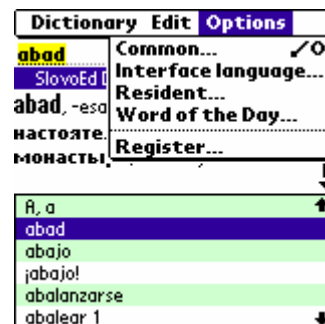 Dictionary Edit Options
abad
Common... ✓O
SlovoEd
Interface language...
Resident...
abad, -esa
Word of the Day...
настояте.
Register...
монасты
A, a
abad
abajo
¡abajo!
abalanzarse
abalear 1